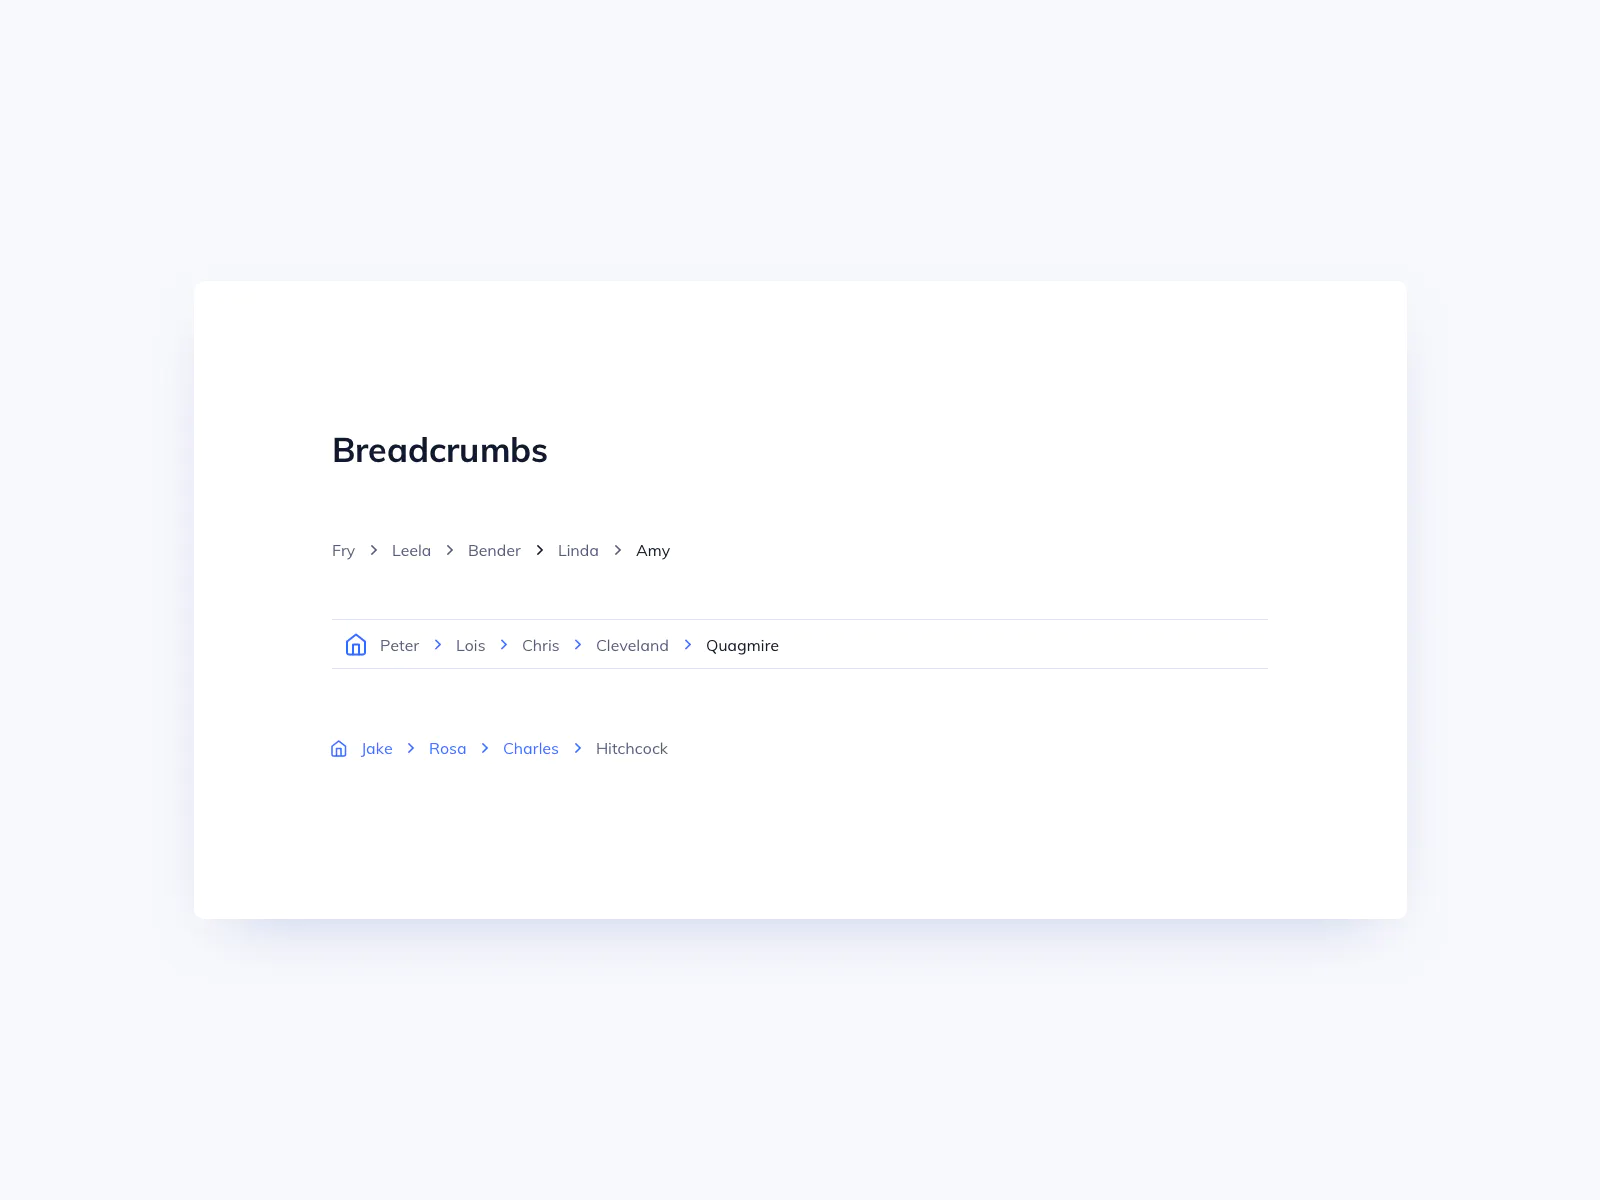 Breadcrumbs
Fry > Leela > Bender > Linda > Amy
Peter > Lois > Chris > Cleveland > Quagmire
Jake > Rosa > Charles > Hitchcock